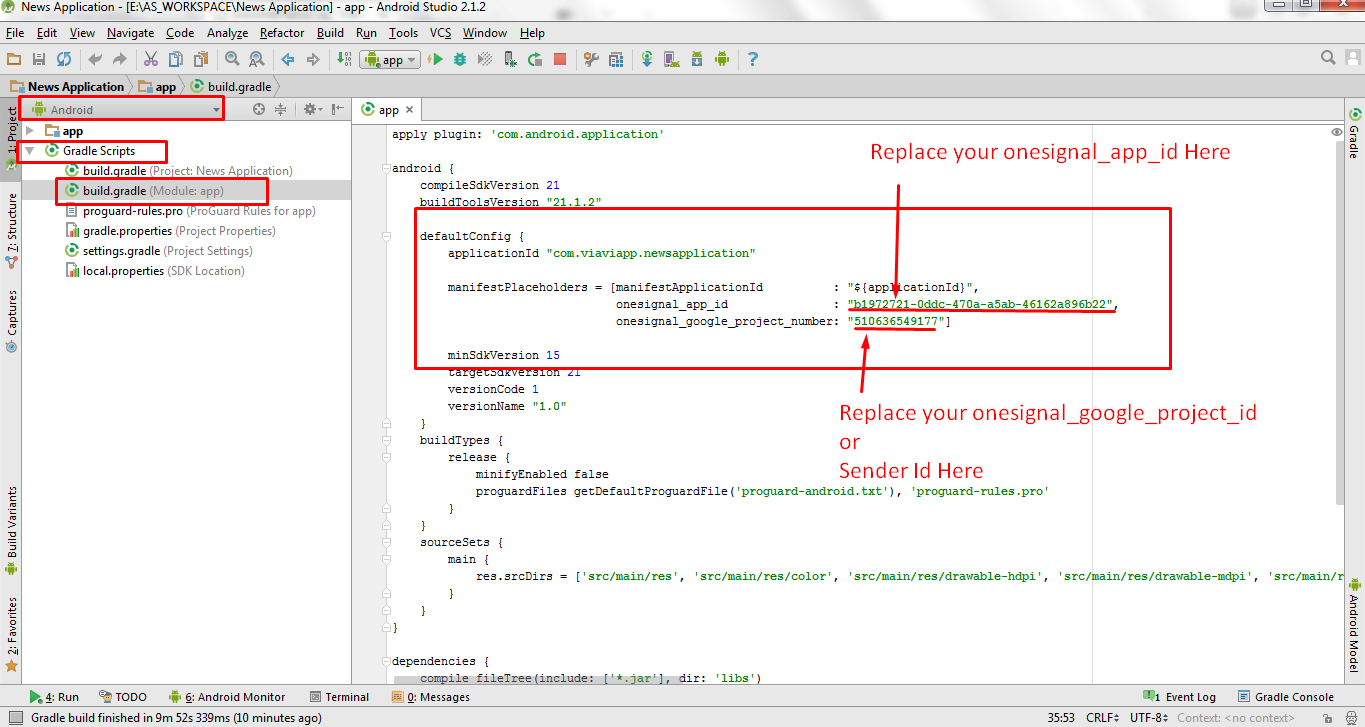 News Application - [E:\AS_WORKSPACE\News Application] - app - Android Studio 2.1.2
File Edit View Navigate Code Analyze Refactor Build Run Tools VCS Window Help
app
News Application app build.gradle
1: Project
7: Structure
Captures
Build Variants
2: Favorites
Android
app
Gradle Scripts
build.gradle (Project: News Application)
build.gradle (Module: app)
proguard-rules.pro (ProGuard Rules for app)
gradle.properties (Project Properties)
settings.gradle (Project Settings)
local.properties (SDK Location)
app
apply plugin: 'com.android.application'
Replace your onesignal_app_id Here
android {
compileSdkVersion 21
buildToolsVersion "21.1.2"
defaultConfig {
applicationId "com.viaviapp.newsapplication"
manifestPlaceholders = [manifestApplicationId : "${applicationId}",
onesignal_app_id : "b1972721-0ddc-470a-a5ab-46162a896b22",
onesignal_google_project_number: "510636549177"]
minSdkVersion 15
targetSdkVersion 21
versionCode 1
versionName "1.0"
}
Replace your onesignal_google_project_id
or
Sender Id Here
buildTypes {
release {
minifyEnabled false
proguardFiles getDefaultProguardFile('proguard-android.txt'), 'proguard-rules.pro'
}
}
sourceSets {
main {
res.srcDirs = ['src/main/res', 'src/main/res/color', 'src/main/res/drawable-hdpi', 'src/main/res/drawable-mdpi', 'src/main/r
}
}
}
dependencies {
compile fileTree(include: ['*.jar'], dir: 'libs')
Gradle
Android Model
4: Run TODO 6: Android Monitor Terminal 0: Messages 1 Event Log Gradle Console
Gradle build finished in 9m 52s 339ms (10 minutes ago) 35:53 CRLF UTF-8 Context: <no context>